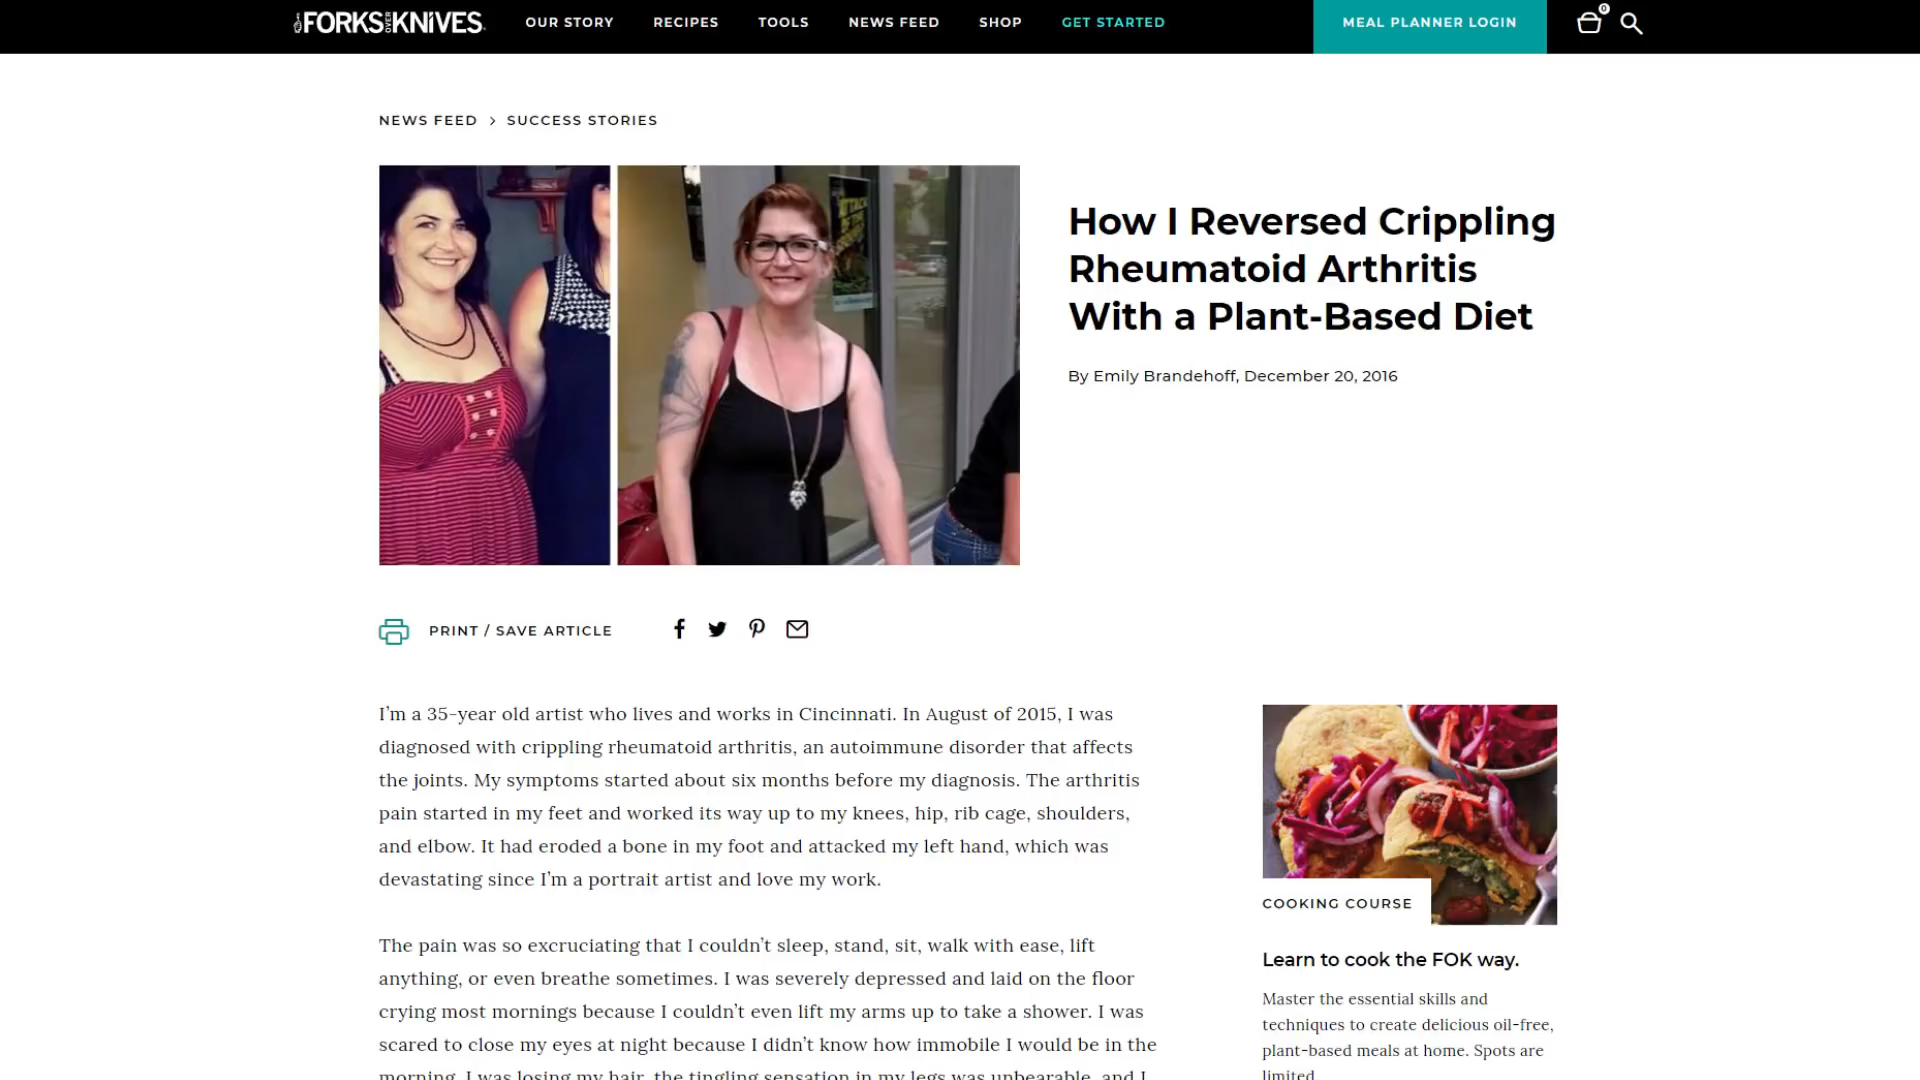 FORKS OVER KNIVES
OUR STORY
RECIPES
TOOLS
NEWS FEED
SHOP
GET STARTED
MEAL PLANNER LOGIN
0
NEWS FEED > SUCCESS STORIES
How I Reversed Crippling
Rheumatoid Arthritis
With a Plant-Based Diet
By Emily Brandehoff, December 20, 2016
PRINT / SAVE ARTICLE
I'm a 35-year old artist who lives and works in Cincinnati. In August of 2015, I was
diagnosed with crippling rheumatoid arthritis, an autoimmune disorder that affects
the joints. My symptoms started about six months before my diagnosis. The arthritis
pain started in my feet and worked its way up to my knees, hip, rib cage, shoulders,
and elbow. It had eroded a bone in my foot and attacked my left hand, which was
devastating since I'm a portrait artist and love my work.
The pain was so excruciating that I couldn't sleep, stand, sit, walk with ease, lift
anything, or even breathe sometimes. I was severely depressed and laid on the floor
crying most mornings because I couldn't even lift my arms up to take a shower. I was
scared to close my eyes at night because I didn't know how immobile I would be in the
morning. I was losing my hair, the tingling sensation in my legs was unbearable, and I
COOKING COURSE
Learn to cook the FOK way.
Master the essential skills and
techniques to create delicious oil-free,
plant-based meals at home. Spots are
limited.